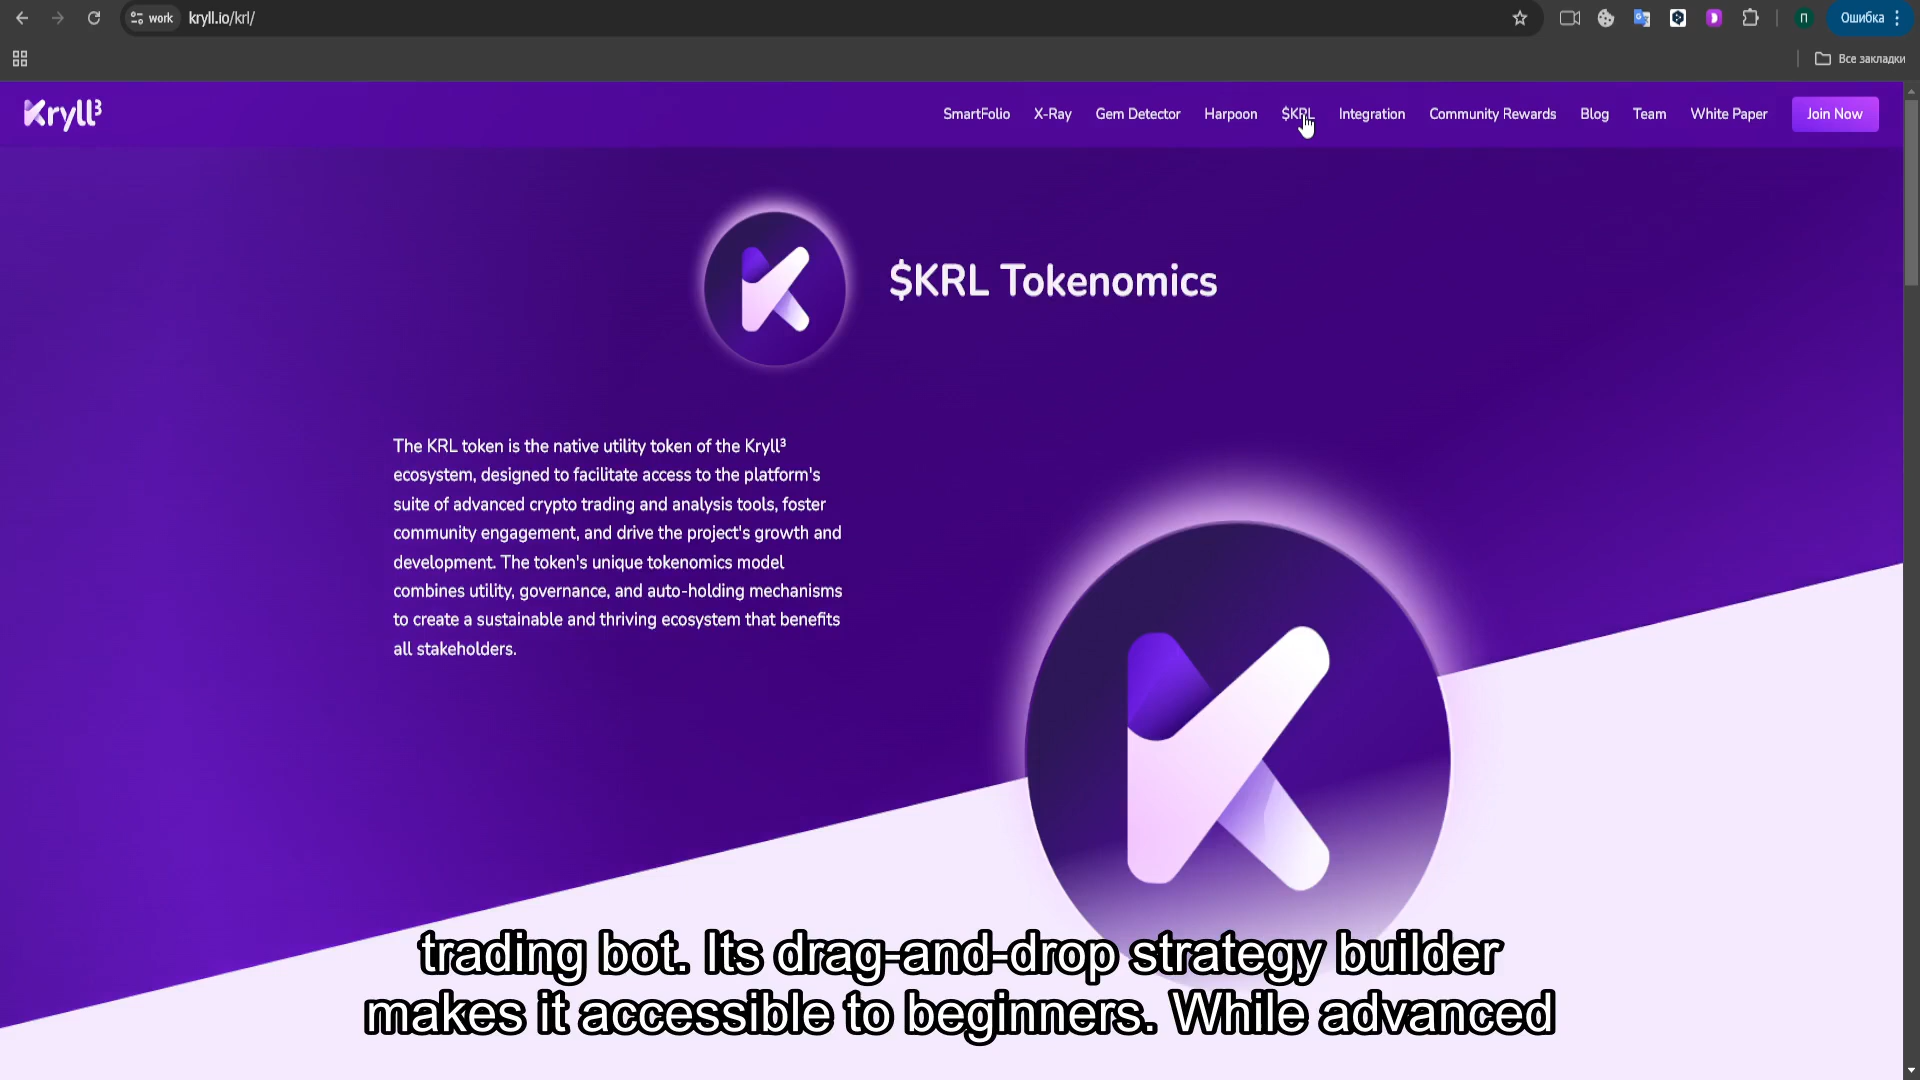 work kryll.io/krl/
Ошибка
Все закладки
Kryll³
SmartFolio X-Ray Gem Detector Harpoon $KRL Integration Community Rewards Blog Team White Paper Join Now
$KRL Tokenomics
The KRL token is the native utility token of the Kryll³
ecosystem, designed to facilitate access to the platform's
suite of advanced crypto trading and analysis tools, foster
community engagement, and drive the project's growth and
development. The token's unique tokenomics model
combines utility, governance, and auto-holding mechanisms
to create a sustainable and thriving ecosystem that benefits
all stakeholders.
trading bot. Its drag-and-drop strategy builder
makes it accessible to beginners. While advanced